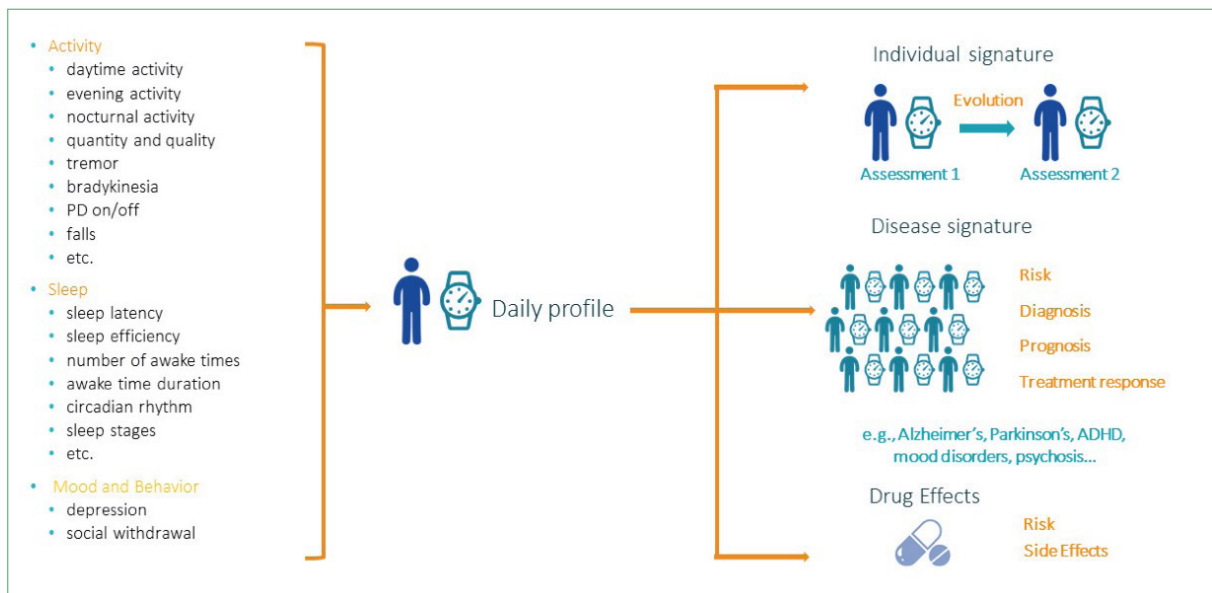 • Activity
• daytime activity
• evening activity
• nocturnal activity
• quantity and quality
• tremor
• bradykinesia
• PD on/off
• falls
• etc.
• Sleep
• sleep latency
• sleep efficiency
• number of awake times
• awake time duration
• circadian rhythm
• sleep stages
• etc.
• Mood and Behavior
• depression
• social withdrawal
Daily profile
Individual signature
Evolution
Assessment 1
Assessment 2
Disease signature
Risk
Diagnosis
Prognosis
Treatment response
e.g., Alzheimer's, Parkinson's, ADHD,
mood disorders, psychosis...
Drug Effects
Risk
Side Effects